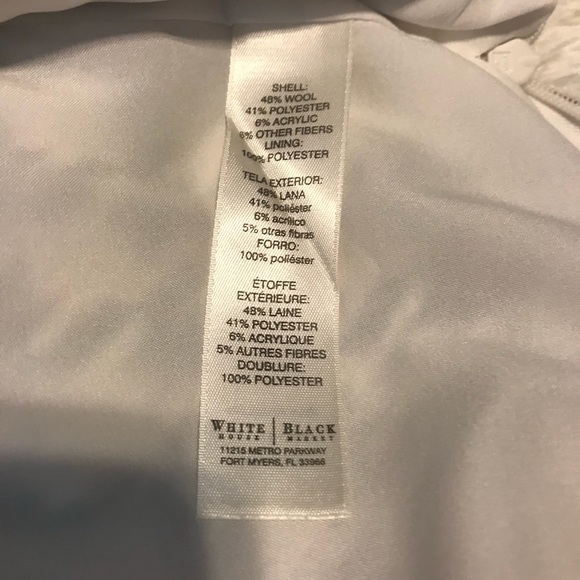 SHELL:
48% WOOL
41% POLYESTER
6% ACRYLIC
5% OTHER FIBERS
LINING:
100% POLYESTER
TELA EXTERIOR:
48% LANA
41% poliéster
6% acrílico
5% otras fibras
FORRO:
100% poliéster
ÉTOFFE
EXTÉRIEURE:
48% LAINE
41% POLYESTER
6% ACRYLIQUE
5% AUTRES FIBRES
DOUBLURE:
100% POLYESTER
WHITE | BLACK
HOUSE | MARKET
11215 METRO PARKWAY
FORT MYERS, FL 33966